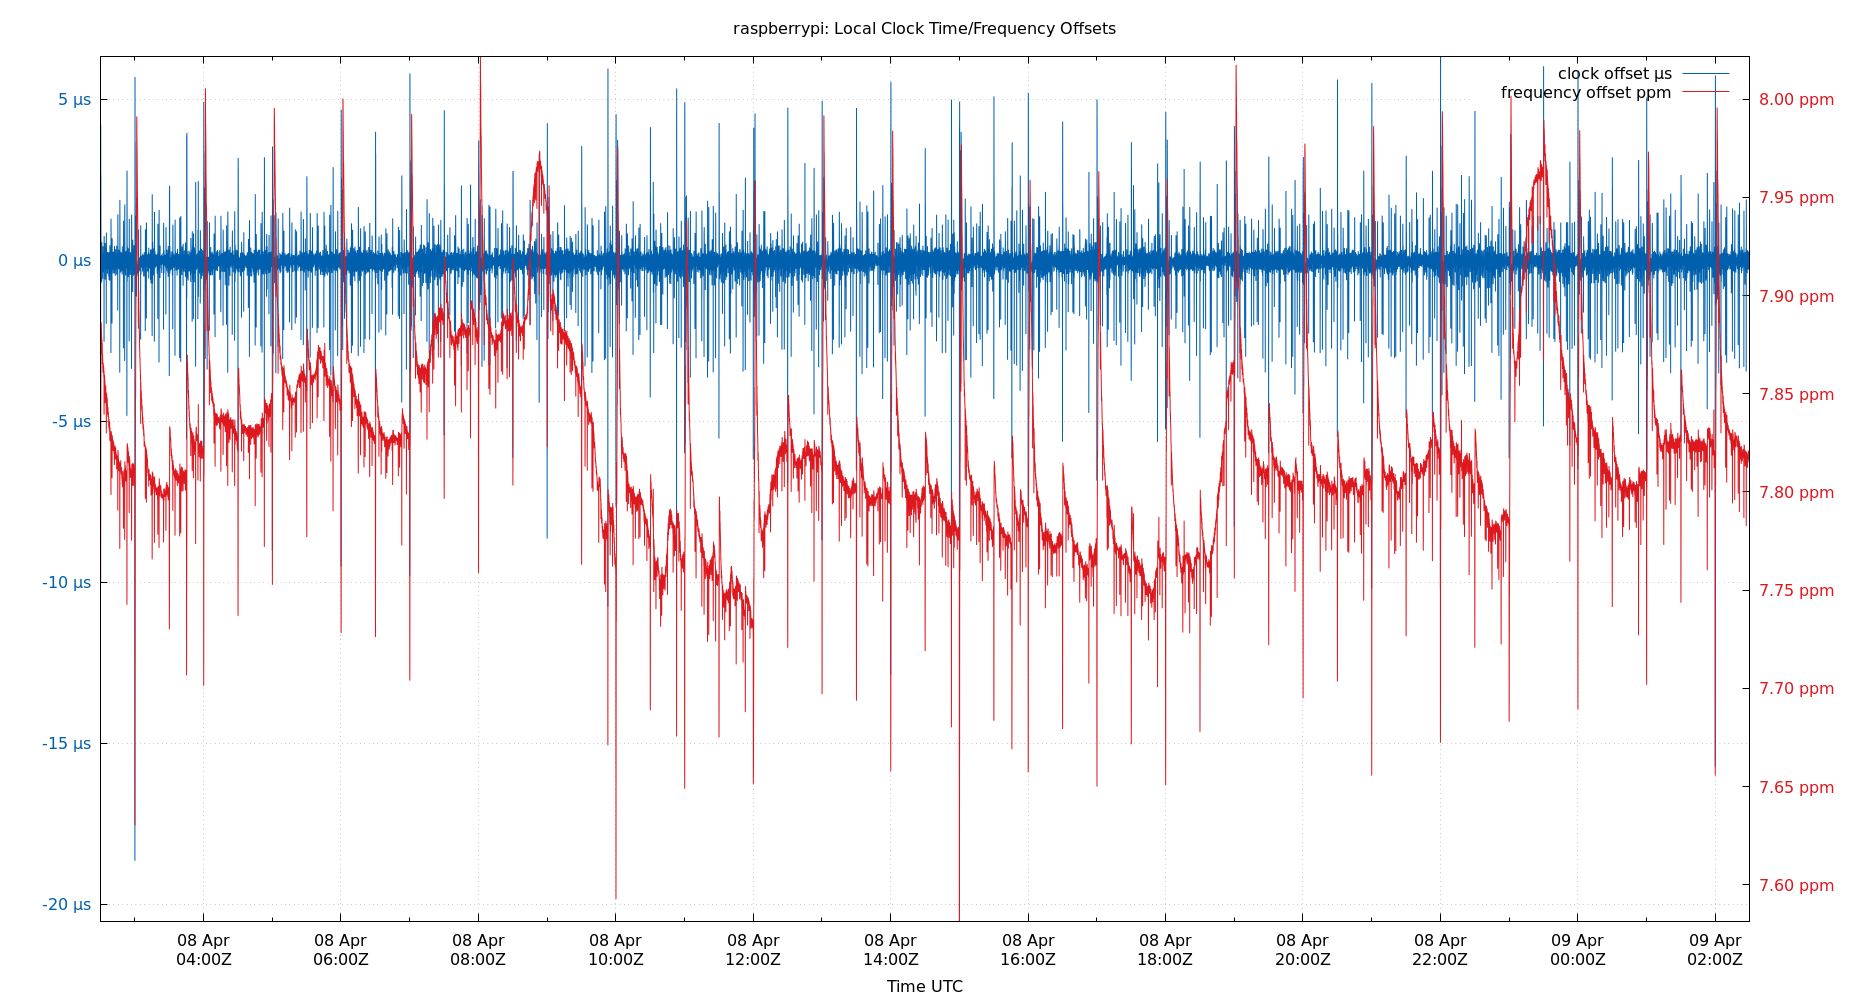 raspberrypi: Local Clock Time/Frequency Offsets
clock offset µs
frequency offset ppm
5 µs
0 µs
-5 µs
-10 µs
-15 µs
-20 µs
8.00 ppm
7.95 ppm
7.90 ppm
7.85 ppm
7.80 ppm
7.75 ppm
7.70 ppm
7.65 ppm
7.60 ppm
08 Apr 08 Apr 08 Apr 08 Apr 08 Apr 08 Apr 08 Apr 08 Apr 08 Apr 08 Apr 09 Apr 09 Apr
04:00Z 06:00Z 08:00Z 10:00Z 12:00Z 14:00Z 16:00Z 18:00Z 20:00Z 22:00Z 00:00Z 02:00Z
Time UTC